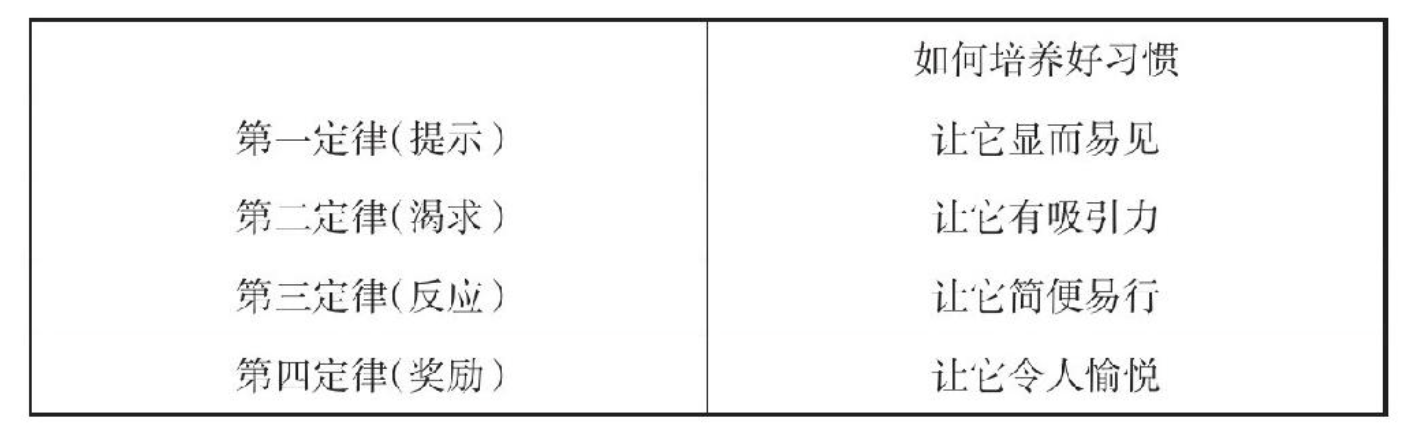 如何培养好习惯
第一定律(提示) 让它显而易见
第二定律(渴求) 让它有吸引力
第三定律(反应) 让它简便易行
第四定律(奖励) 让它令人愉悦